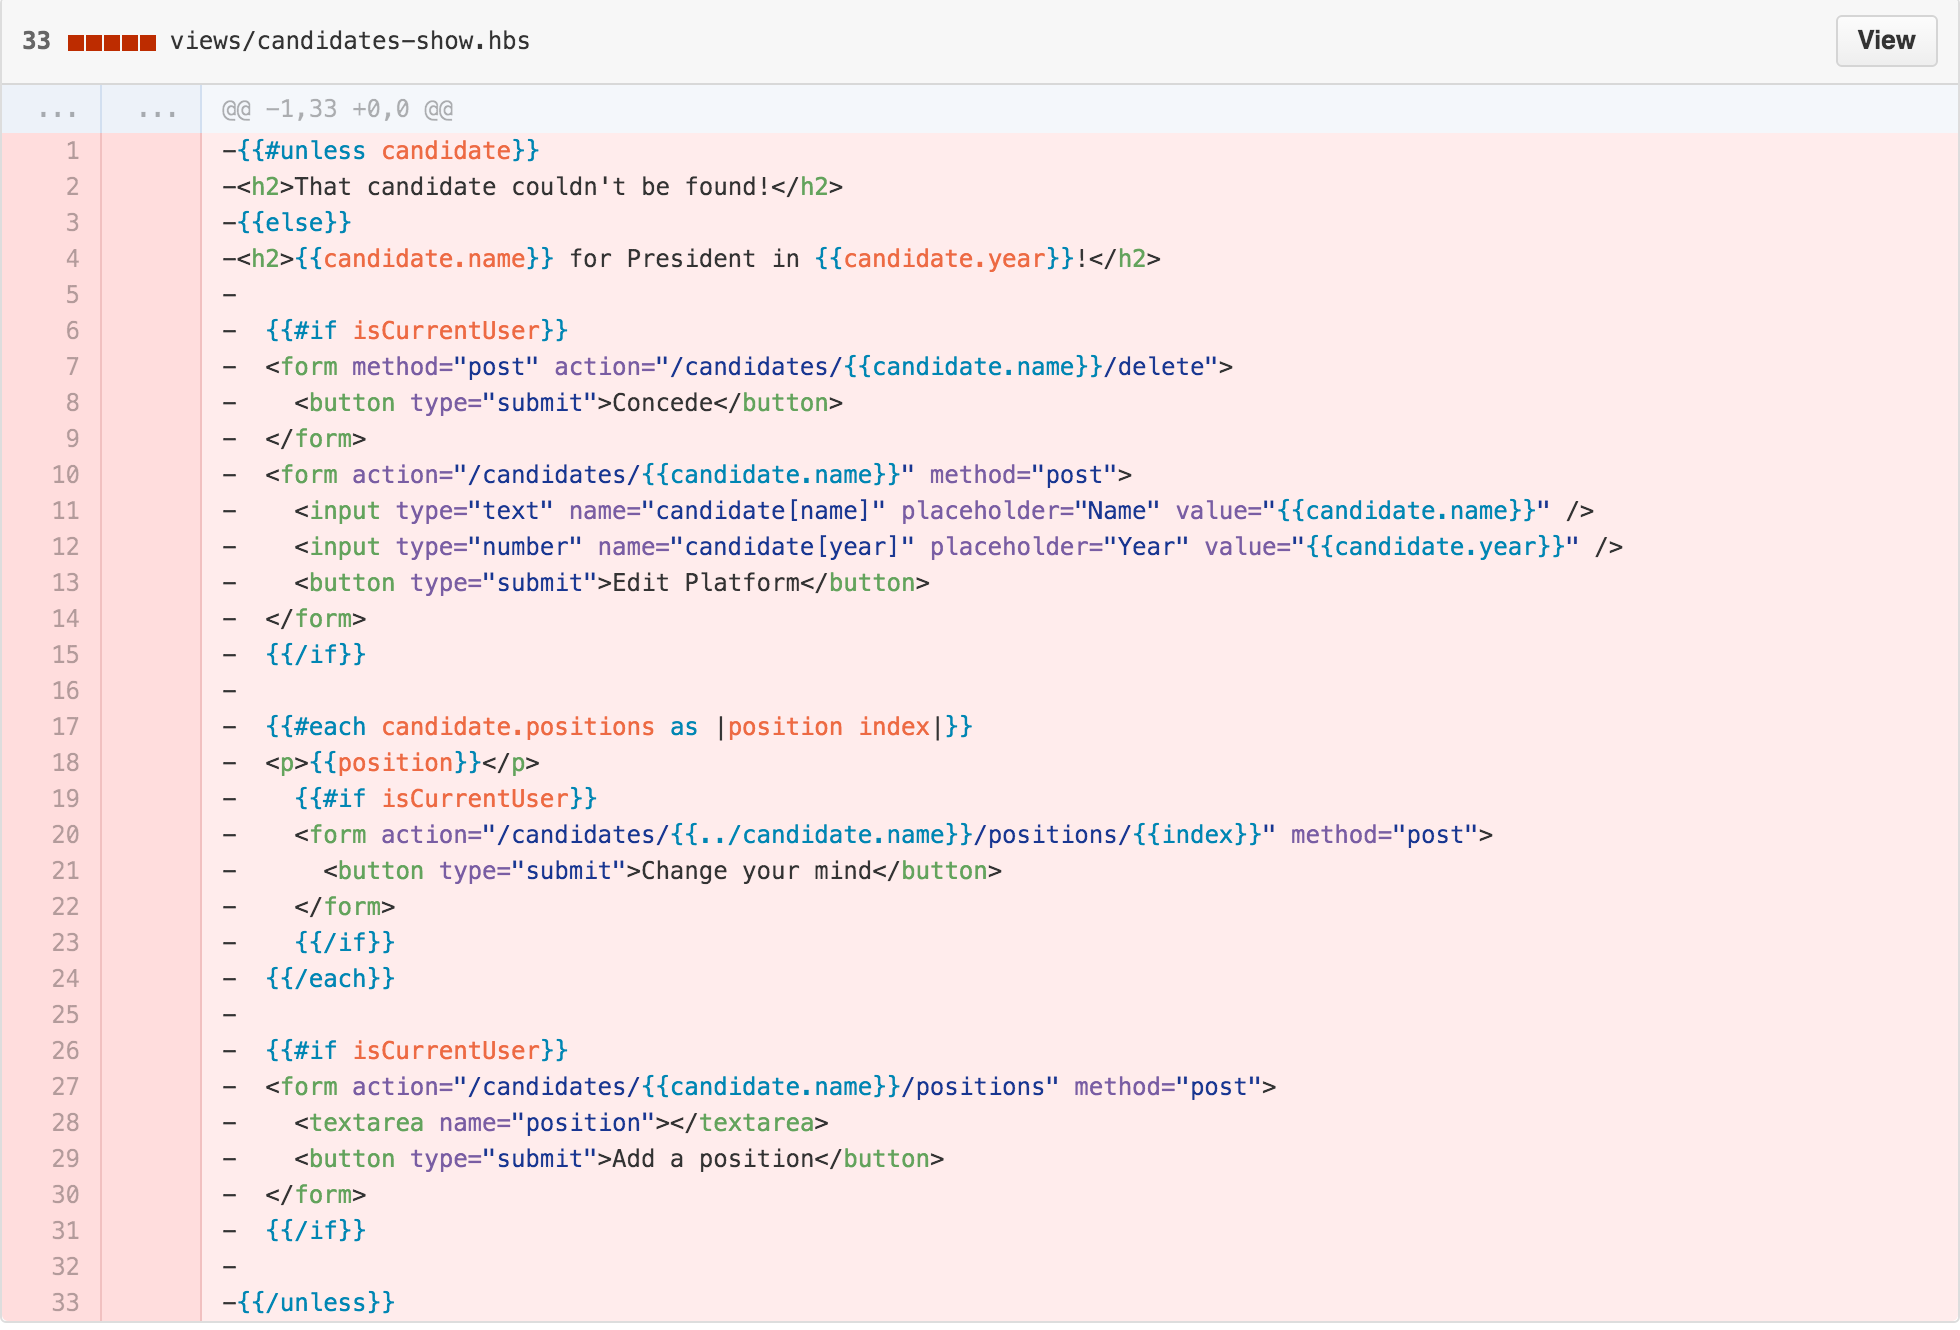 33 views/candidates-show.hbs View
... ... @@ -1,33 +0,0 @@
1 -{{#unless candidate}}
2 -<h2>That candidate couldn't be found!</h2>
3 -{{else}}
4 -<h2>{{candidate.name}} for President in {{candidate.year}}!</h2>
5 -
6 -  {{#if isCurrentUser}}
7 -  <form method="post" action="/candidates/{{candidate.name}}/delete">
8 -    <button type="submit">Concede</button>
9 -  </form>
10 -  <form action="/candidates/{{candidate.name}}" method="post">
11 -    <input type="text" name="candidate[name]" placeholder="Name" value="{{candidate.name}}" />
12 -    <input type="number" name="candidate[year]" placeholder="Year" value="{{candidate.year}}" />
13 -    <button type="submit">Edit Platform</button>
14 -  </form>
15 -  {{/if}}
16 -
17 -  {{#each candidate.positions as |position index|}}
18 -  <p>{{position}}</p>
19 -    {{#if isCurrentUser}}
20 -    <form action="/candidates/{{../candidate.name}}/positions/{{index}}" method="post">
21 -      <button type="submit">Change your mind</button>
22 -    </form>
23 -    {{/if}}
24 -  {{/each}}
25 -
26 -  {{#if isCurrentUser}}
27 -  <form action="/candidates/{{candidate.name}}/positions" method="post">
28 -    <textarea name="position"></textarea>
29 -    <button type="submit">Add a position</button>
30 -  </form>
31 -  {{/if}}
32 -
33 -{{/unless}}